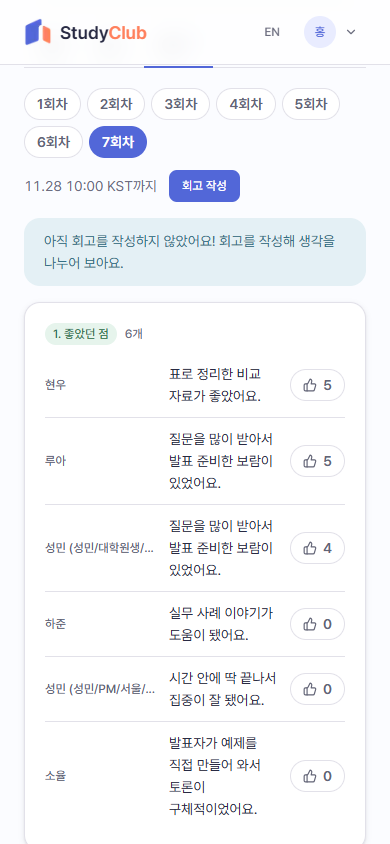 StudyClub
EN
홍
1회차
2회차
3회차
4회차
5회차
6회차
7회차
11.28 10:00 KST까지
회고 작성
아직 회고를 작성하지 않았어요! 회고를 작성해 생각을
나누어 보아요.
1. 좋았던 점
6개
현우
표로 정리한 비교
자료가 좋았어요.
5
루아
질문을 많이 받아서
발표 준비한 보람이
있었어요.
5
성민 (성민/대학원생/...
질문을 많이 받아서
발표 준비한 보람이
있었어요.
4
하준
실무 사례 이야기가
도움이 됐어요.
0
성민 (성민/PM/서울/...
시간 안에 딱 끝나서
집중이 잘 됐어요.
0
소율
발표자가 예제를
직접 만들어 와서
토론이
구체적이었어요.
0